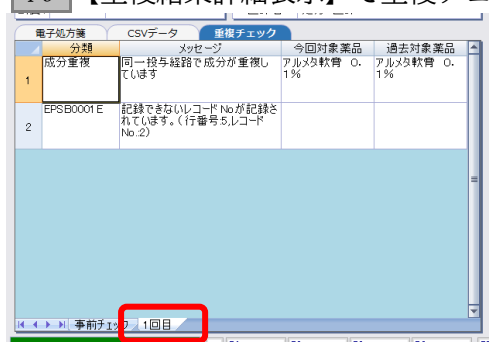 【重複結果詳細表示】で重複チェ
電子処方箋 CSVデータ 重複チェック
分類 メッセージ 今回対象薬品 過去対象薬品
1 成分重複 同一投与経路で成分が重複し アルメタ軟膏 0. アルメタ軟膏 0.
ています 1% 1%
2 EPSB0001E 記録できないレコードNoが記録さ
れています。(行番号:5,レコード
No.:2)
事前チェック 1回目